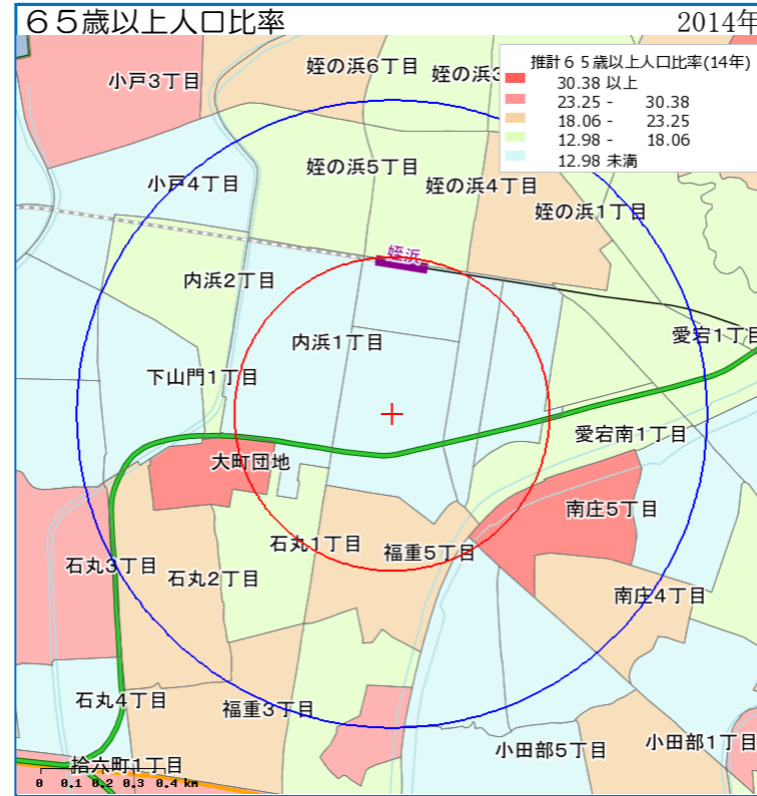 ６５歳以上人口比率
2014年
推計６５歳以上人口比率(14年)
30.38 以上
23.25 - 30.38
18.06 - 23.25
12.98 - 18.06
12.98 未満
小戸3丁目
姪の浜6丁目
姪の浜3
小戸4丁目
姪の浜5丁目
姪の浜4丁目
姪の浜1丁目
姪浜
内浜2丁目
内浜1丁目
愛宕1丁目
下山門1丁目
愛宕南1丁目
大町団地
南庄5丁目
石丸1丁目
福重5丁目
石丸3丁目
石丸2丁目
南庄4丁目
石丸4丁目
福重3丁目
小田部5丁目
小田部1丁目
拾六町1丁目
0 0.1 0.2 0.3 0.4 km